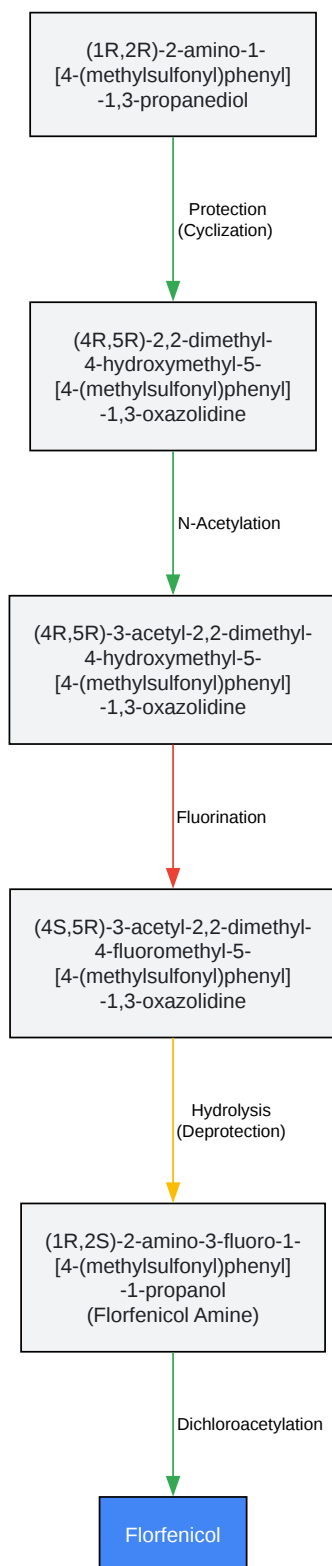 (1R,2R)-2-amino-1-
[4-(methylsulfonyl)phenyl]
-1,3-propanediol
Protection
(Cyclization)
(4R,5R)-2,2-dimethyl-
4-hydroxymethyl-5-
[4-(methylsulfonyl)phenyl]
-1,3-oxazolidine
N-Acetylation
(4R,5R)-3-acetyl-2,2-dimethyl-
4-hydroxymethyl-5-
[4-(methylsulfonyl)phenyl]
-1,3-oxazolidine
Fluorination
(4S,5R)-3-acetyl-2,2-dimethyl-
4-fluoromethyl-5-
[4-(methylsulfonyl)phenyl]
-1,3-oxazolidine
Hydrolysis
(Deprotection)
(1R,2S)-2-amino-3-fluoro-1-
[4-(methylsulfonyl)phenyl]
-1-propanol
(Florfenicol Amine)
Dichloroacetylation
Florfenicol